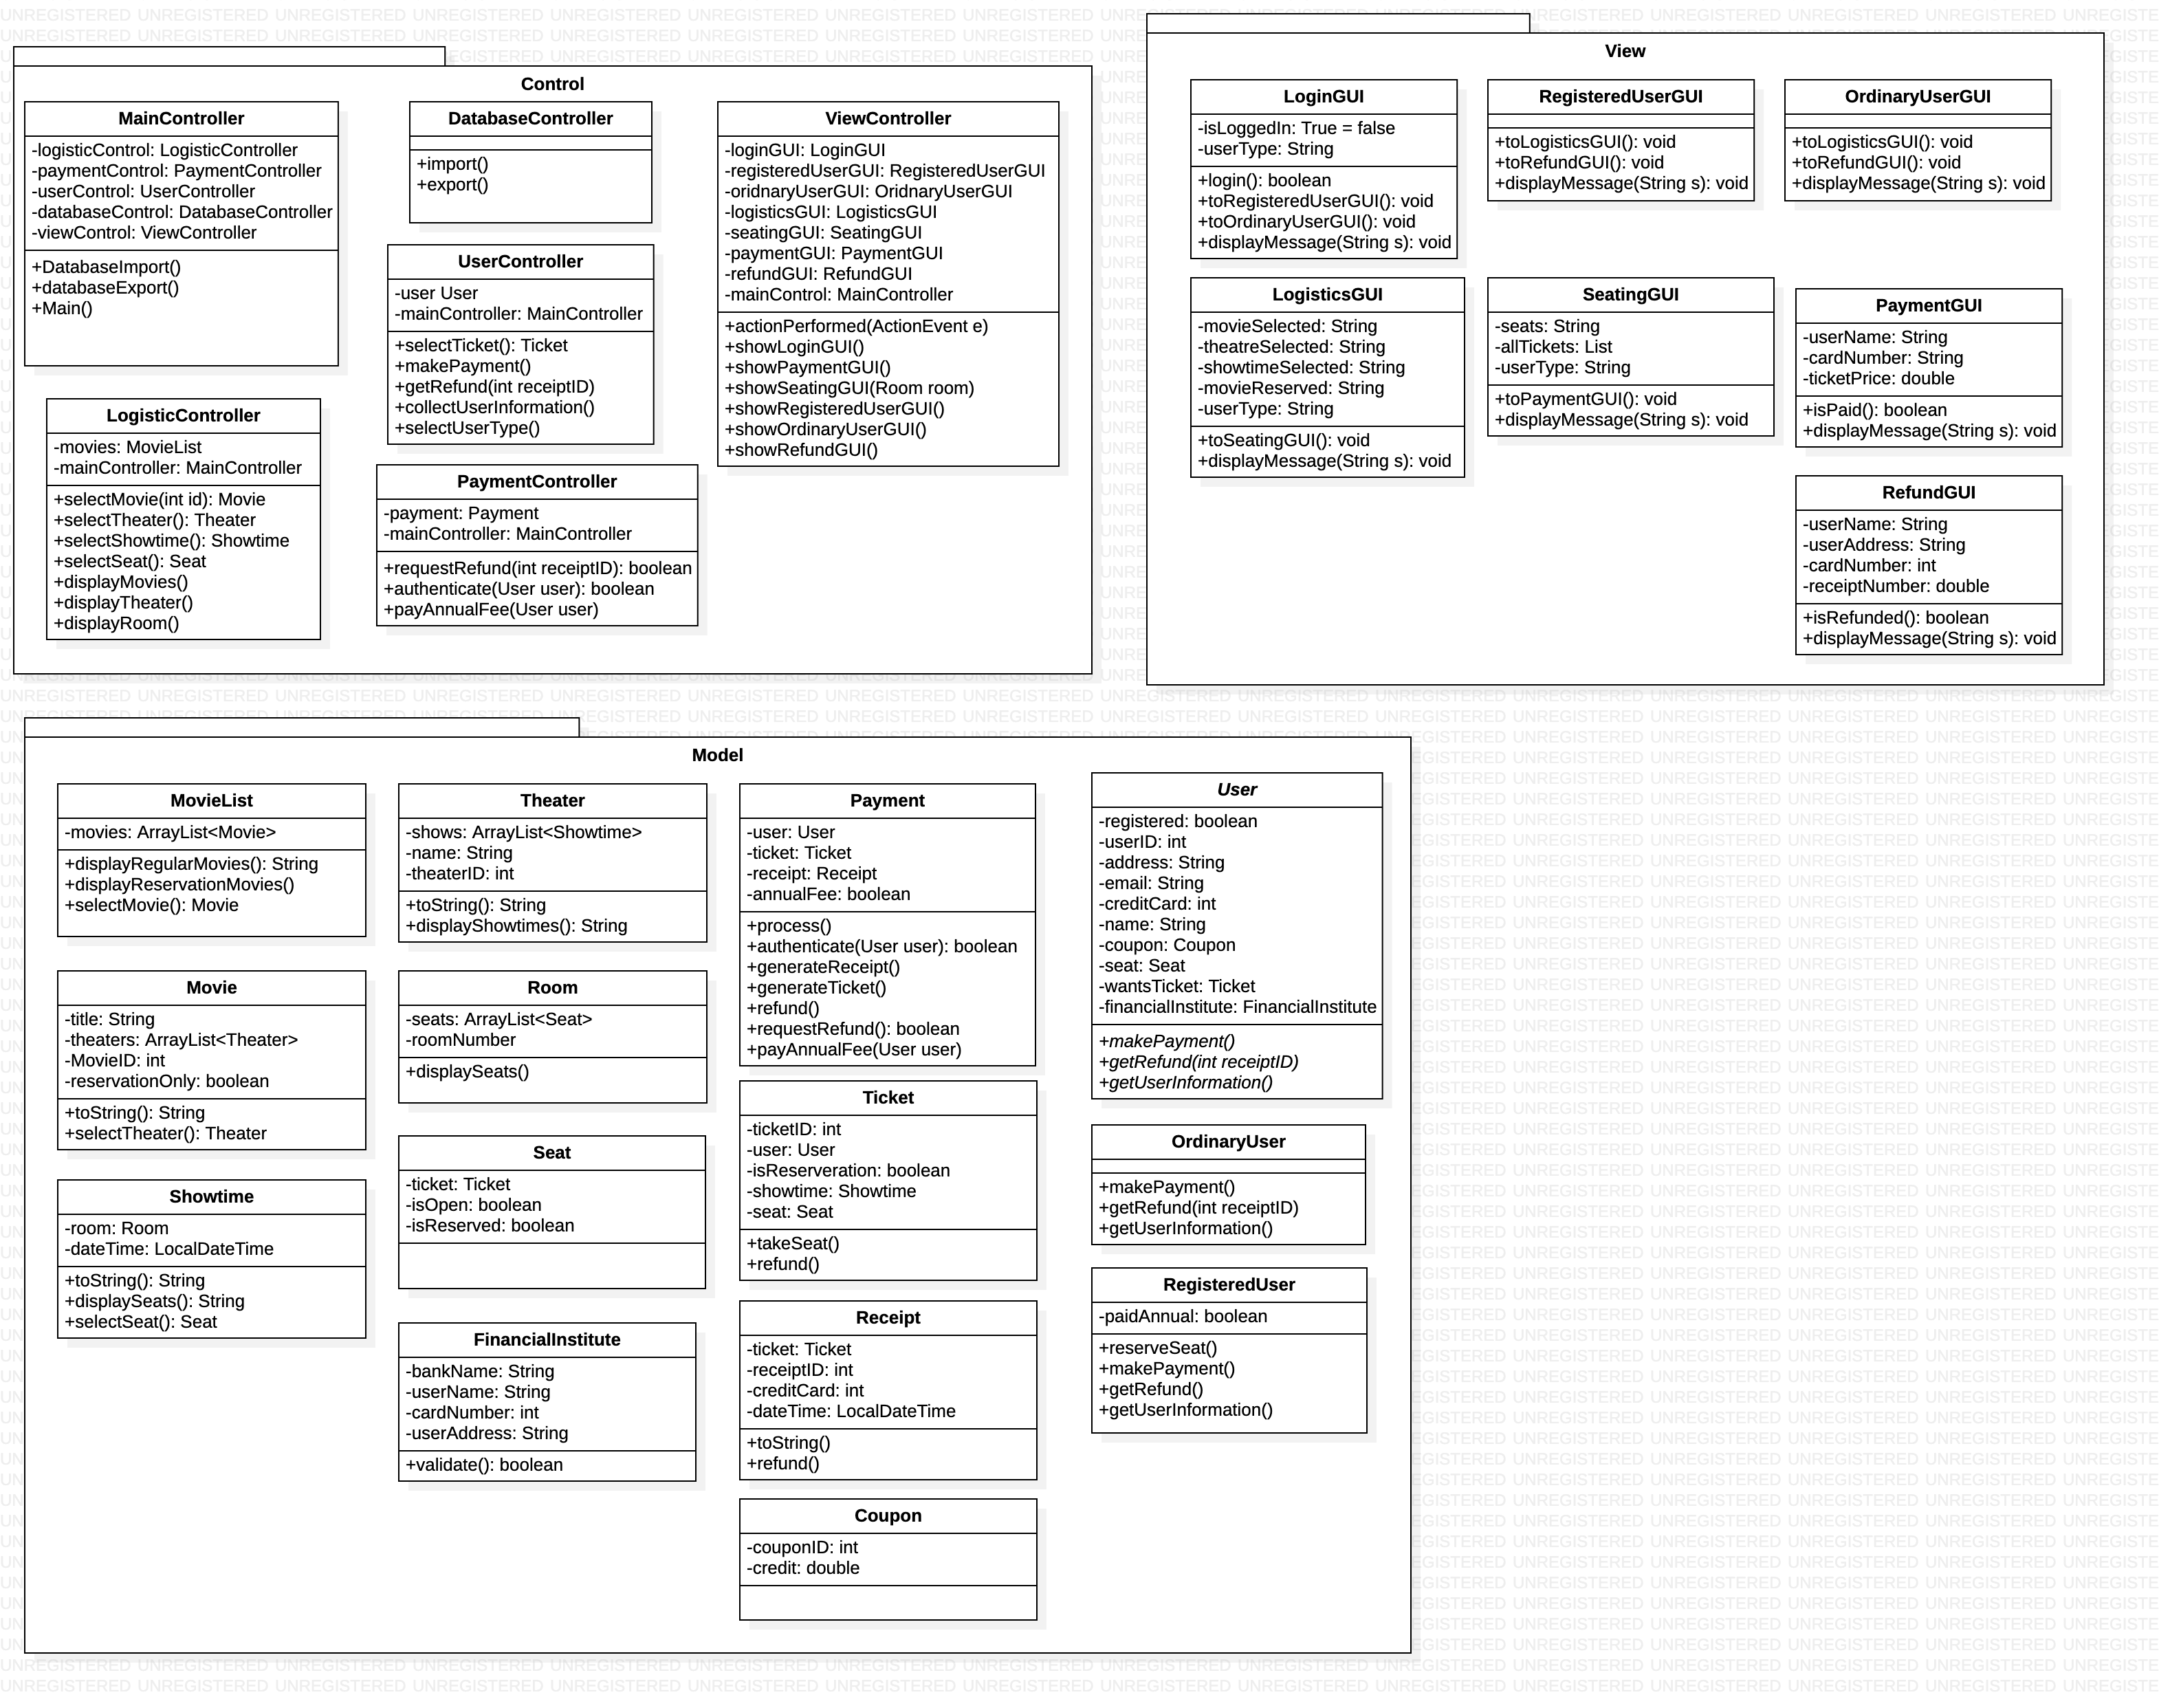 Control
MainController
-logisticControl: LogisticController
-paymentControl: PaymentController
-userControl: UserController
-databaseControl: DatabaseController
-viewControl: ViewController
+DatabaseImport()
+databaseExport()
+Main()
LogisticController
-movies: MovieList
-mainController: MainController
+selectMovie(int id): Movie
+selectTheater(): Theater
+selectShowtime(): Showtime
+selectSeat(): Seat
+displayMovies()
+displayTheater()
+displayRoom()
DatabaseController
+import()
+export()
UserController
-user User
-mainController: MainController
+selectTicket(): Ticket
+makePayment()
+getRefund(int receiptID)
+collectUserInformation()
+selectUserType()
PaymentController
-payment: Payment
-mainController: MainController
+requestRefund(int receiptID): boolean
+authenticate(User user): boolean
+payAnnualFee(User user)
ViewController
-loginGUI: LoginGUI
-registeredUserGUI: RegisteredUserGUI
-oridnaryUserGUI: OridnaryUserGUI
-logisticsGUI: LogisticsGUI
-seatingGUI: SeatingGUI
-paymentGUI: PaymentGUI
-refundGUI: RefundGUI
-mainControl: MainController
+actionPerformed(ActionEvent e)
+showLoginGUI()
+showPaymentGUI()
+showSeatingGUI(Room room)
+showRegisteredUserGUI()
+showOrdinaryUserGUI()
+showRefundGUI()
View
LoginGUI
-isLoggedIn: True = false
-userType: String
+login(): boolean
+toRegisteredUserGUI(): void
+toOrdinaryUserGUI(): void
+displayMessage(String s): void
RegisteredUserGUI
+toLogisticsGUI(): void
+toRefundGUI(): void
+displayMessage(String s): void
OrdinaryUserGUI
+toLogisticsGUI(): void
+toRefundGUI(): void
+displayMessage(String s): void
LogisticsGUI
-movieSelected: String
-theatreSelected: String
-showtimeSelected: String
-movieReserved: String
-userType: String
+toSeatingGUI(): void
+displayMessage(String s): void
SeatingGUI
-seats: String
-allTickets: List
-userType: String
+toPaymentGUI(): void
+displayMessage(String s): void
PaymentGUI
-userName: String
-cardNumber: String
-ticketPrice: double
+isPaid(): boolean
+displayMessage(String s): void
RefundGUI
-userName: String
-userAddress: String
-cardNumber: int
-receiptNumber: double
+isRefunded(): boolean
+displayMessage(String s): void
Model
MovieList
-movies: ArrayList<Movie>
+displayRegularMovies(): String
+displayReservationMovies()
+selectMovie(): Movie
Movie
-title: String
-theaters: ArrayList<Theater>
-MovieID: int
-reservationOnly: boolean
+toString(): String
+selectTheater(): Theater
Showtime
-room: Room
-dateTime: LocalDateTime
+toString(): String
+displaySeats(): String
+selectSeat(): Seat
Theater
-shows: ArrayList<Showtime>
-name: String
-theaterID: int
+toString(): String
+displayShowtimes(): String
Room
-seats: ArrayList<Seat>
-roomNumber
+displaySeats()
Seat
-ticket: Ticket
-isOpen: boolean
-isReserved: boolean
FinancialInstitute
-bankName: String
-userName: String
-cardNumber: int
-userAddress: String
+validate(): boolean
Payment
-user: User
-ticket: Ticket
-receipt: Receipt
-annualFee: boolean
+process()
+authenticate(User user): boolean
+generateReceipt()
+generateTicket()
+refund()
+requestRefund(): boolean
+payAnnualFee(User user)
Ticket
-ticketID: int
-user: User
-isReserveration: boolean
-showtime: Showtime
-seat: Seat
+takeSeat()
+refund()
Receipt
-ticket: Ticket
-receiptID: int
-creditCard: int
-dateTime: LocalDateTime
+toString()
+refund()
Coupon
-couponID: int
-credit: double
User
-registered: boolean
-userID: int
-address: String
-email: String
-creditCard: int
-name: String
-coupon: Coupon
-seat: Seat
-wantsTicket: Ticket
-financialInstitute: FinancialInstitute
+makePayment()
+getRefund(int receiptID)
+getUserInformation()
OrdinaryUser
+makePayment()
+getRefund(int receiptID)
+getUserInformation()
RegisteredUser
-paidAnnual: boolean
+reserveSeat()
+makePayment()
+getRefund()
+getUserInformation()
UNREGISTERED